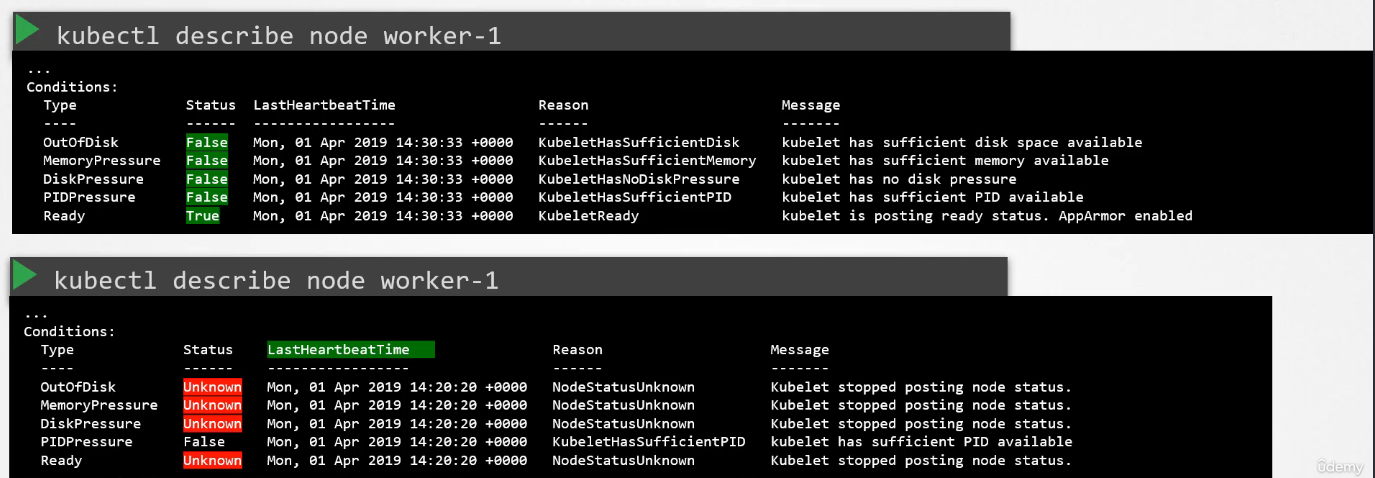 kubectl describe node worker-1
...
Conditions:
Type Status LastHeartbeatTime Reason Message
---- ------ ----------------- ------ -------
OutOfDisk False Mon, 01 Apr 2019 14:30:33 +0000 KubeletHasSufficientDisk kubelet has sufficient disk space available
MemoryPressure False Mon, 01 Apr 2019 14:30:33 +0000 KubeletHasSufficientMemory kubelet has sufficient memory available
DiskPressure False Mon, 01 Apr 2019 14:30:33 +0000 KubeletHasNoDiskPressure kubelet has no disk pressure
PIDPressure False Mon, 01 Apr 2019 14:30:33 +0000 KubeletHasSufficientPID kubelet has sufficient PID available
Ready True Mon, 01 Apr 2019 14:30:33 +0000 KubeletReady kubelet is posting ready status. AppArmor enabled
kubectl describe node worker-1
...
Conditions:
Type Status LastHeartbeatTime Reason Message
---- ------ ----------------- ------ -------
OutOfDisk Unknown Mon, 01 Apr 2019 14:20:20 +0000 NodeStatusUnknown Kubelet stopped posting node status.
MemoryPressure Unknown Mon, 01 Apr 2019 14:20:20 +0000 NodeStatusUnknown Kubelet stopped posting node status.
DiskPressure Unknown Mon, 01 Apr 2019 14:20:20 +0000 NodeStatusUnknown Kubelet stopped posting node status.
PIDPressure False Mon, 01 Apr 2019 14:20:20 +0000 KubeletHasSufficientPID kubelet has sufficient PID available
Ready Unknown Mon, 01 Apr 2019 14:20:20 +0000 NodeStatusUnknown Kubelet stopped posting node status.
ûdemy